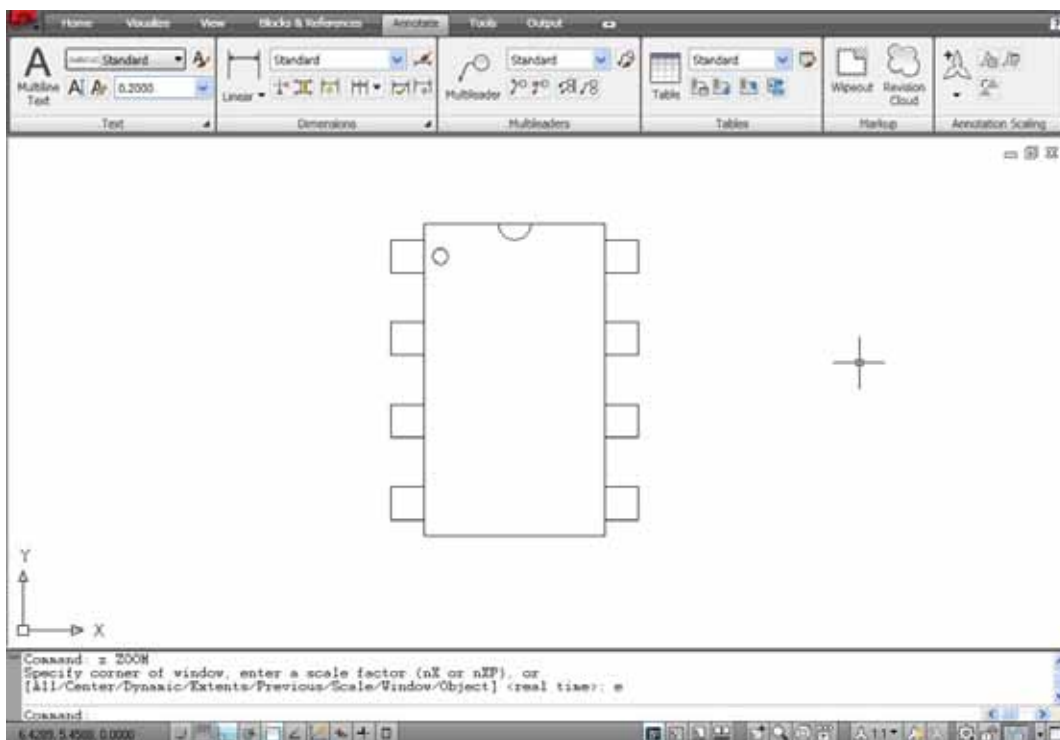 Home Visualize View Blocks & References Annotate Tools Output
Multiline Text
Standard
0.2000
Linear
Standard
Multileader
Standard
Table
Standard
Wipeout
Revision Cloud
Text Dimensions Multileaders Tables Markup Annotation Scaling
Y
X
Command: z ZOOM
Specify corner of window, enter a scale factor (nX or nXP), or
[All/Center/Dynamic/Extents/Previous/Scale/Window/Object] <real time>: e
Command: